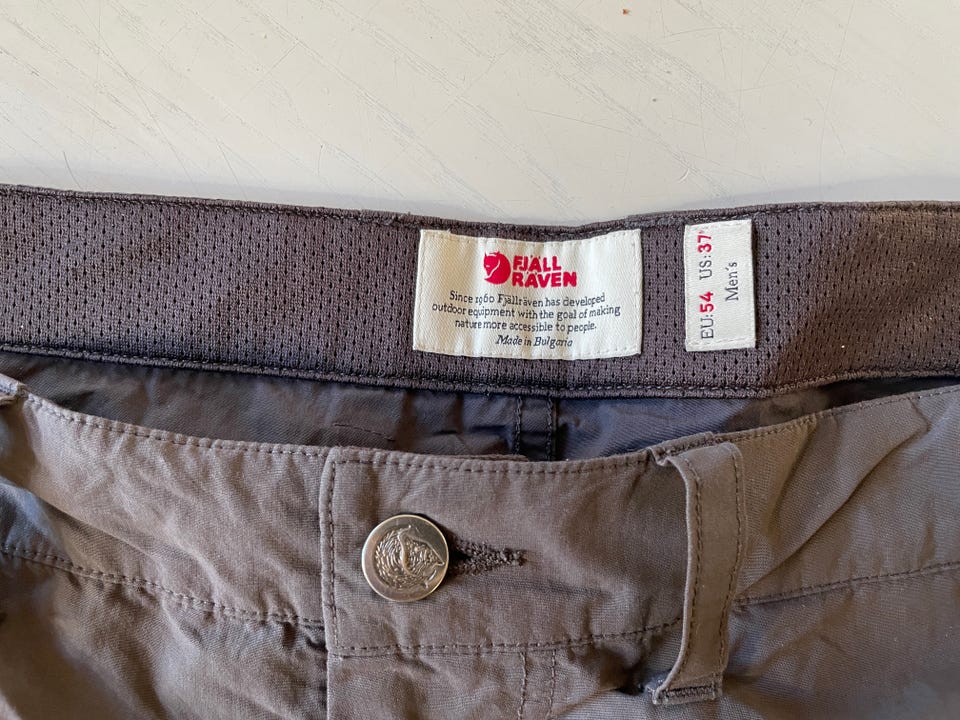 FJÄLL
RÄVEN
Since 1960 Fjällräven has developed
outdoor equipment with the goal of making
nature more accessible to people.
Made in Bulgaria
EU:54 US:37"
Men's